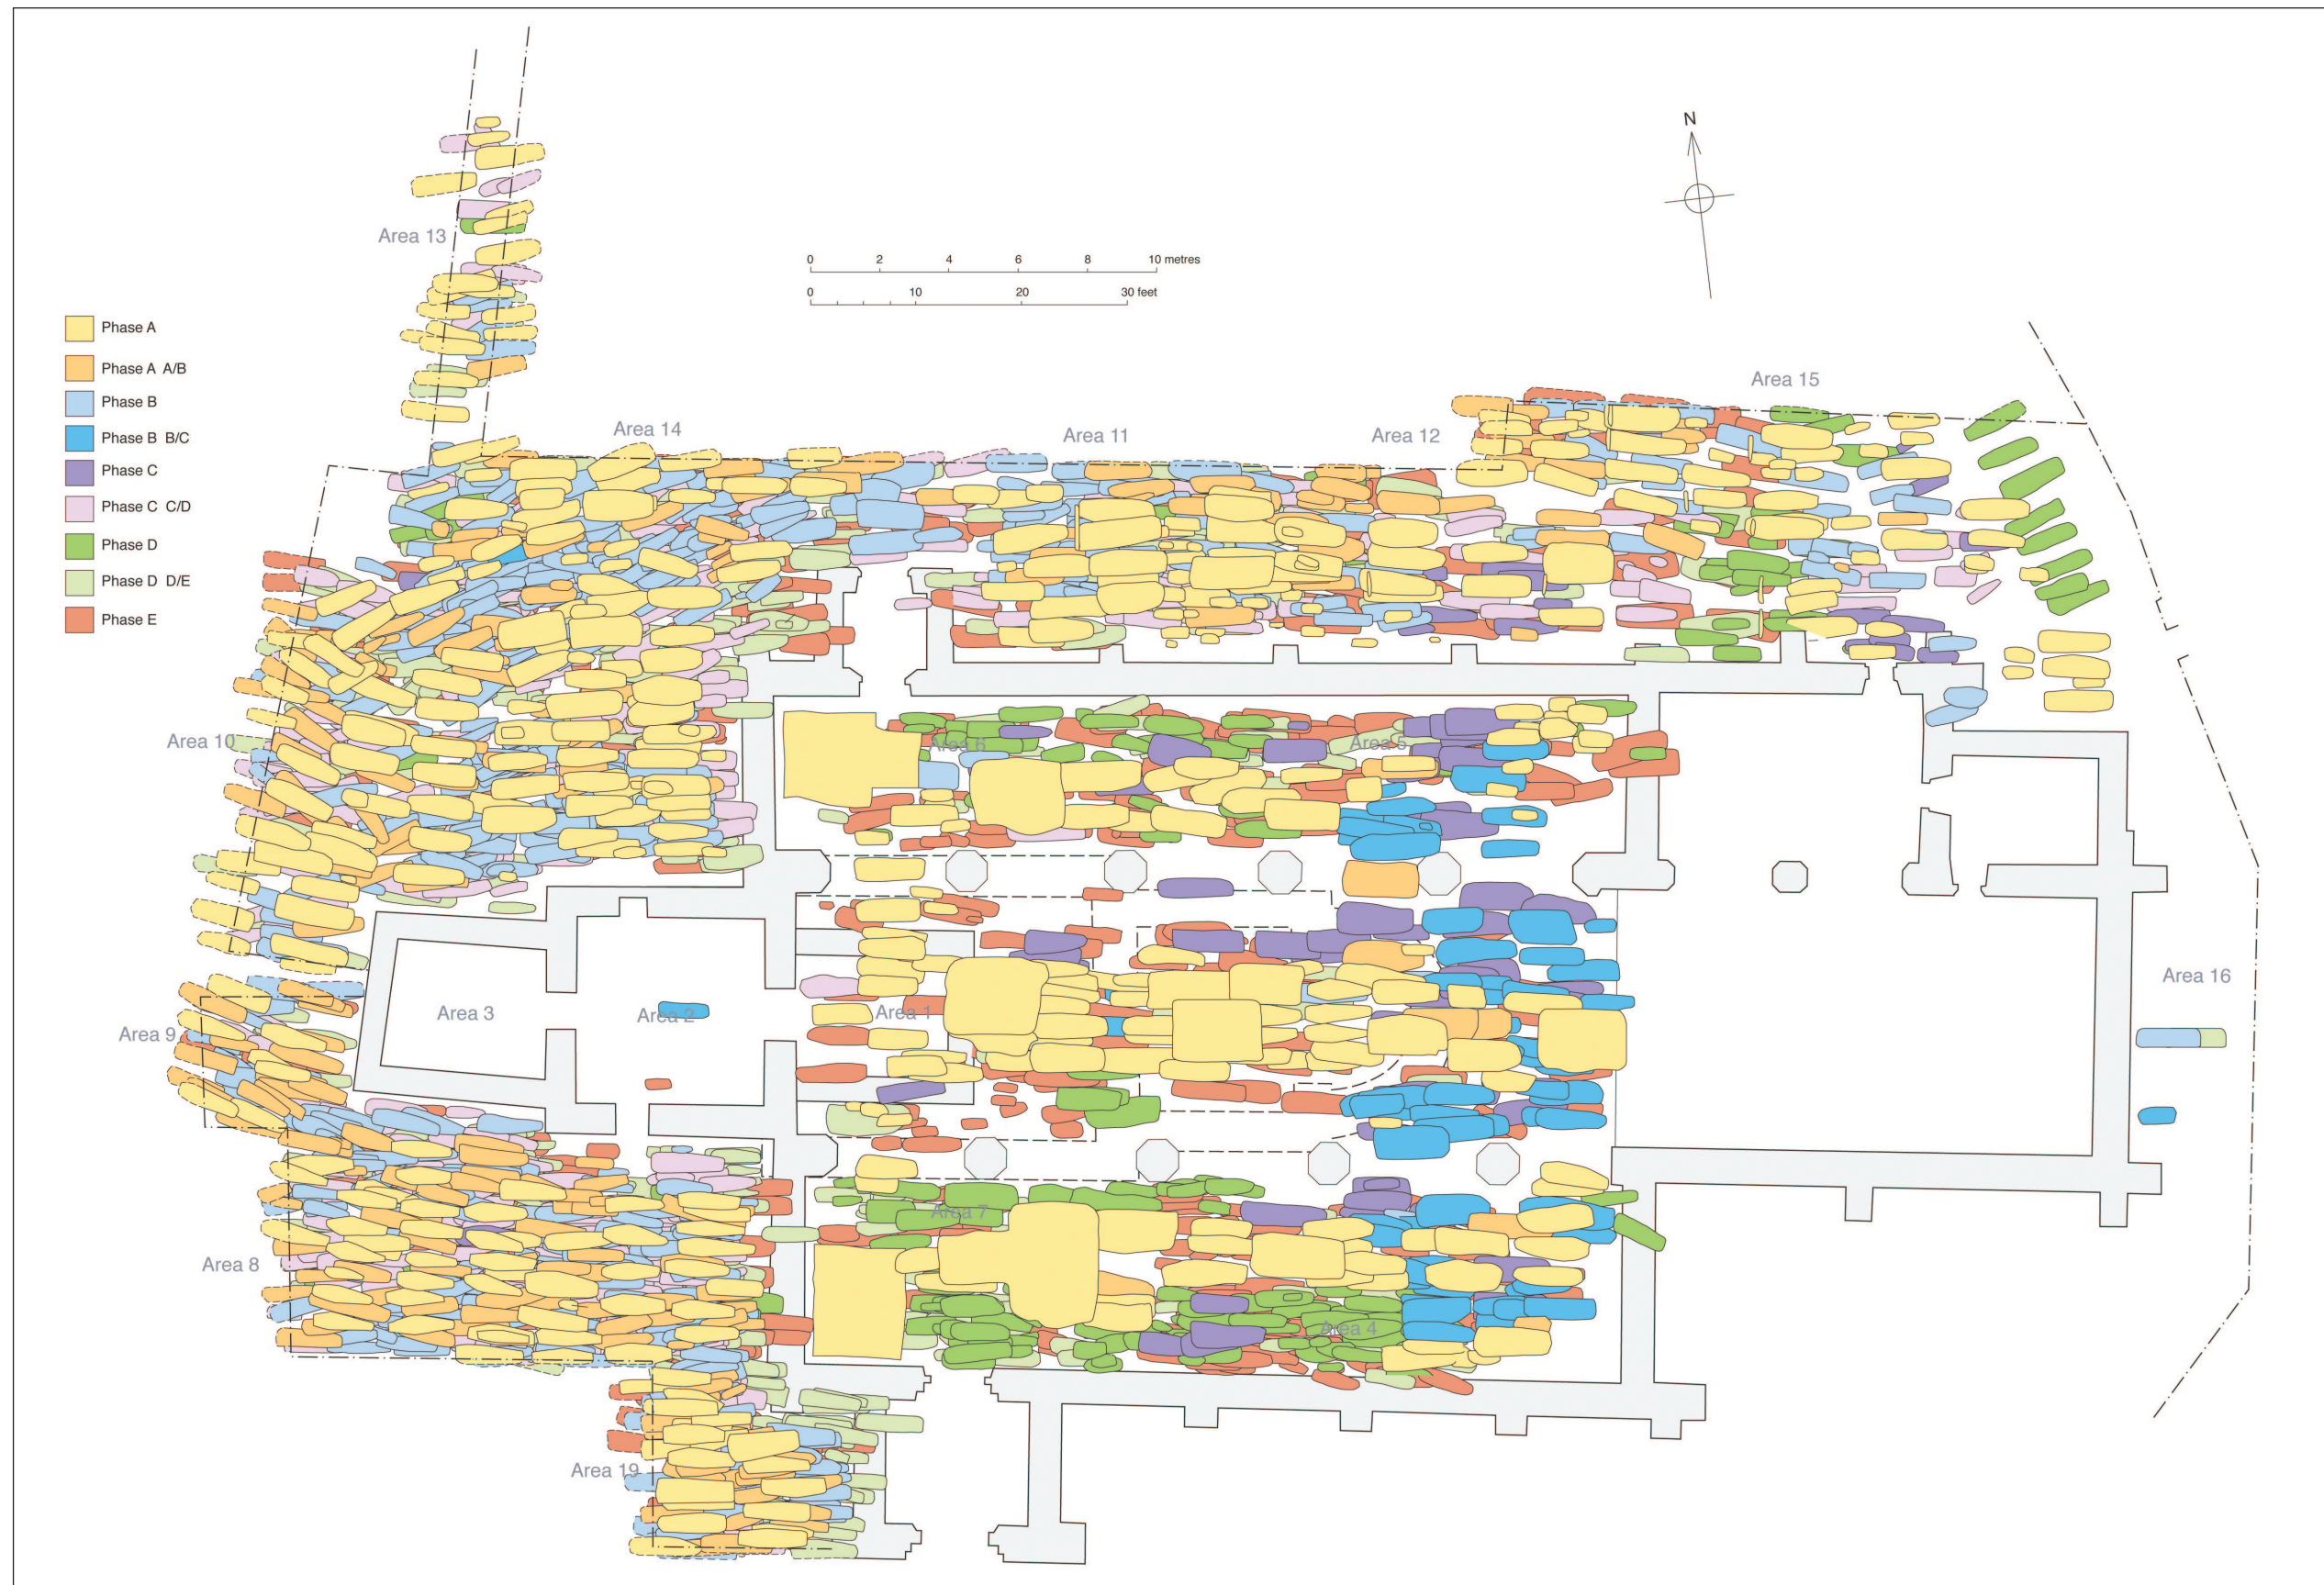 N
0 2 4 6 8 10 metres
0 10 20 30 feet
Area 13
Phase A
Phase A A/B
Phase B
Phase B B/C
Phase C
Phase C C/D
Phase D
Phase D D/E
Phase E
Area 15
Area 14
Area 11
Area 12
Area 10
Area 6
Area 5
Area 16
Area 3
Area 2
Area 1
Area 9
Area 7
Area 8
Area 4
Area 19